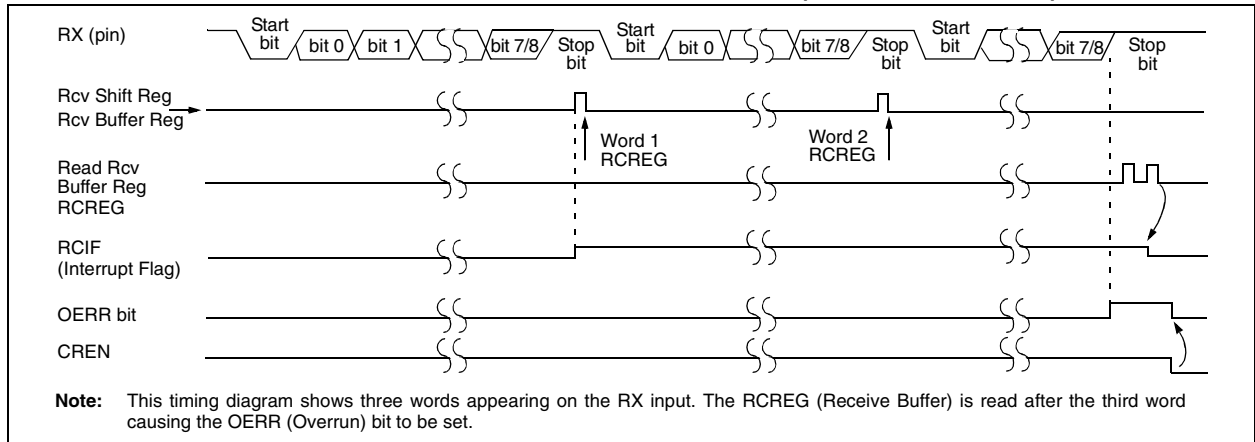 RX (pin)
Start bit
bit 0
bit 1
bit 7/8
Stop bit
Start bit
bit 0
bit 7/8
Stop bit
Start bit
bit 7/8
Stop bit
Rcv Shift Reg
Rcv Buffer Reg
Word 1
RCREG
Word 2
RCREG
Read Rcv
Buffer Reg
RCREG
RCIF
(Interrupt Flag)
OERR bit
CREN
Note: This timing diagram shows three words appearing on the RX input. The RCREG (Receive Buffer) is read after the third word
causing the OERR (Overrun) bit to be set.